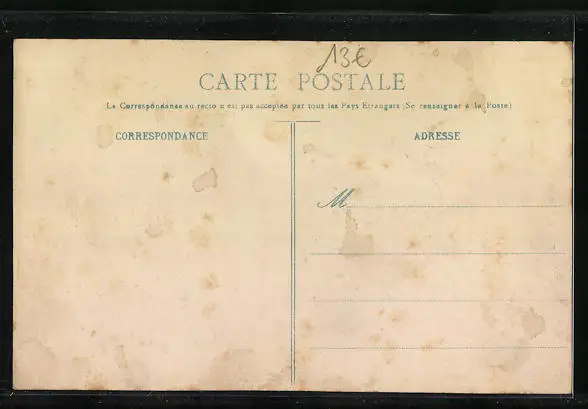 13€
CARTE POSTALE
La Correspondance au recto n'est pas acceptée par tous les Pays Etrangers (Se renseigner à la Poste)
CORRESPONDANCE
ADRESSE
M